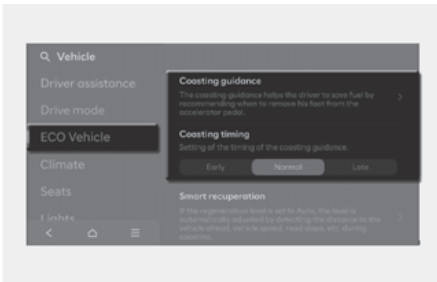 Vehicle
Driver assistance
Drive mode
ECO Vehicle
Climate
Seats
Lights
Coasting guidance
The coasting guidance helps the driver to save fuel by
recommending when to remove his foot from the
accelerator pedal.
Coasting timing
Setting of the timing of the coasting guidance.
Early Normal Late
Smart recuperation
If the regeneration level is set to Auto, the level is
automatically adjusted by detecting the distance to the
vehicle ahead, vehicle speed, road slope, etc. during
coasting.